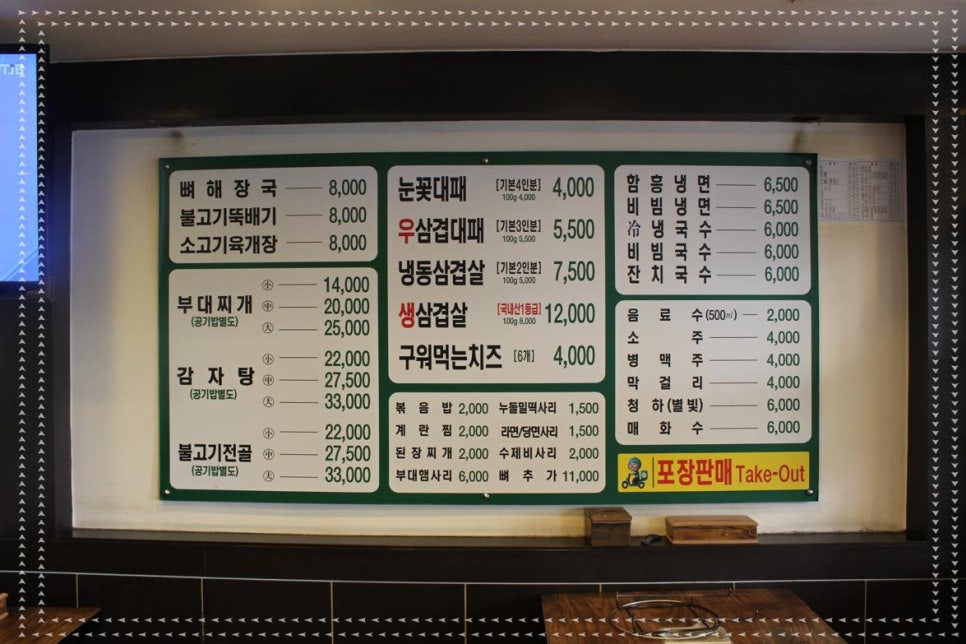 뼈해장국 8,000
불고기뚝배기 8,000
소고기육개장 8,000
부대찌개 (공기밥별도)
小 14,000
中 20,000
大 25,000
감자탕 (공기밥별도)
小 22,000
中 27,500
大 33,000
불고기전골 (공기밥별도)
中 22,000
中 27,500
大 33,000
눈꽃대패 [기본4인분] 100g 4,000 4,000
우삼겹대패 [기본3인분] 100g 5,500 5,500
냉동삼겹살 [기본2인분] 100g 5,000 7,500
생삼겹살 [국내산1등급] 100g 8,000 12,000
구워먹는치즈 [6개] 4,000
볶음밥 2,000 누들밀떡사리 1,500
계란찜 2,000 라면/당면사리 1,500
된장찌개 2,000 수제비사리 2,000
부대햄사리 6,000 뼈추가 11,000
함흥냉면 6,500
비빔냉면 6,500
冷냉국수 6,000
비빔국수 6,000
잔치국수 6,000
음료수(500㎖) 2,000
소주 4,000
병맥주 4,000
막걸리 4,000
청하(별빛) 6,000
매화수 6,000
포장판매 Take-Out